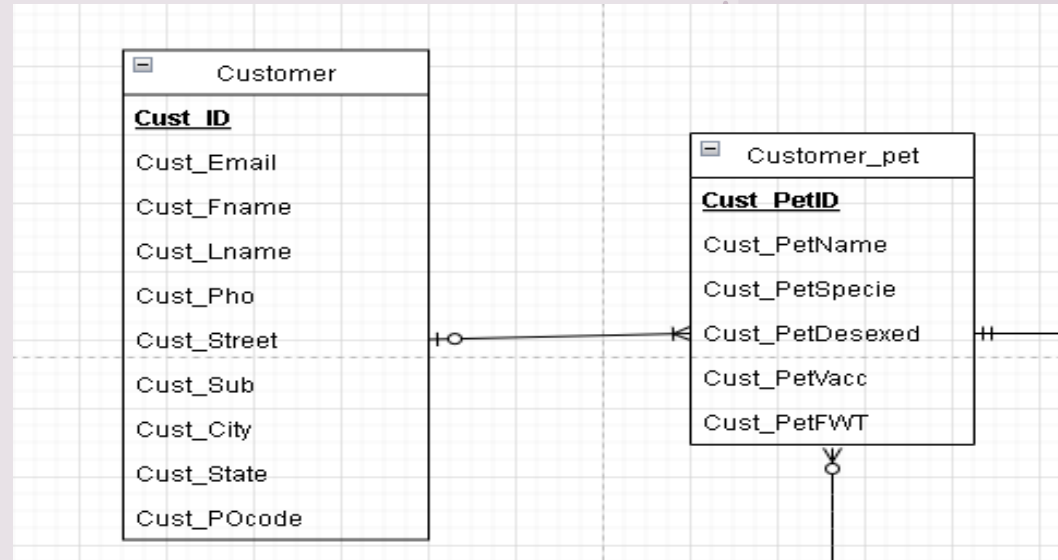 Customer
Cust_ID
Cust_Email
Cust_Fname
Cust_Lname
Cust_Pho
Cust_Street
Cust_Sub
Cust_City
Cust_State
Cust_POcode
Customer_pet
Cust_PetID
Cust_PetName
Cust_PetSpecie
Cust_PetDesexed
Cust_PetVacc
Cust_PetFWT